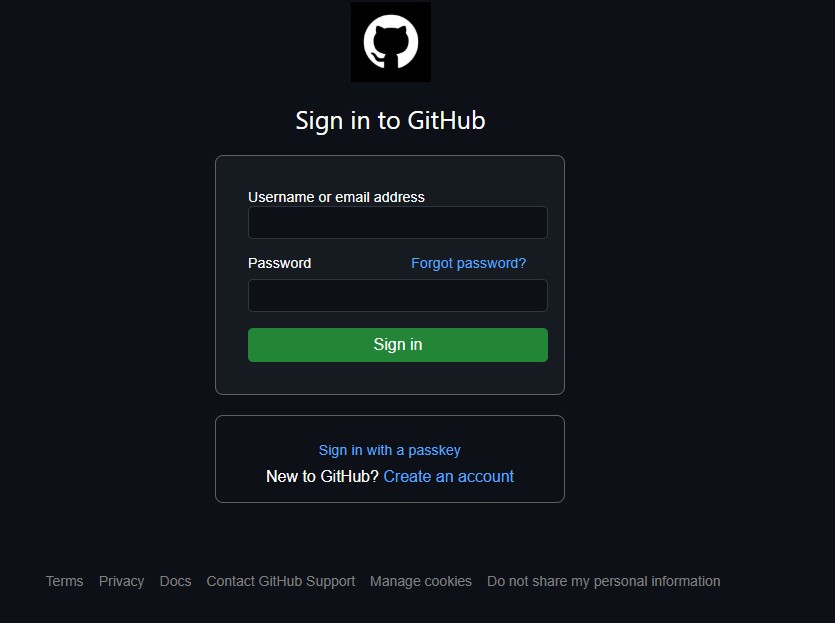 Sign in to GitHub
Username or email address
Password Forgot password?
Sign in
Sign in with a passkey
New to GitHub? Create an account
Terms Privacy Docs Contact GitHub Support Manage cookies Do not share my personal information